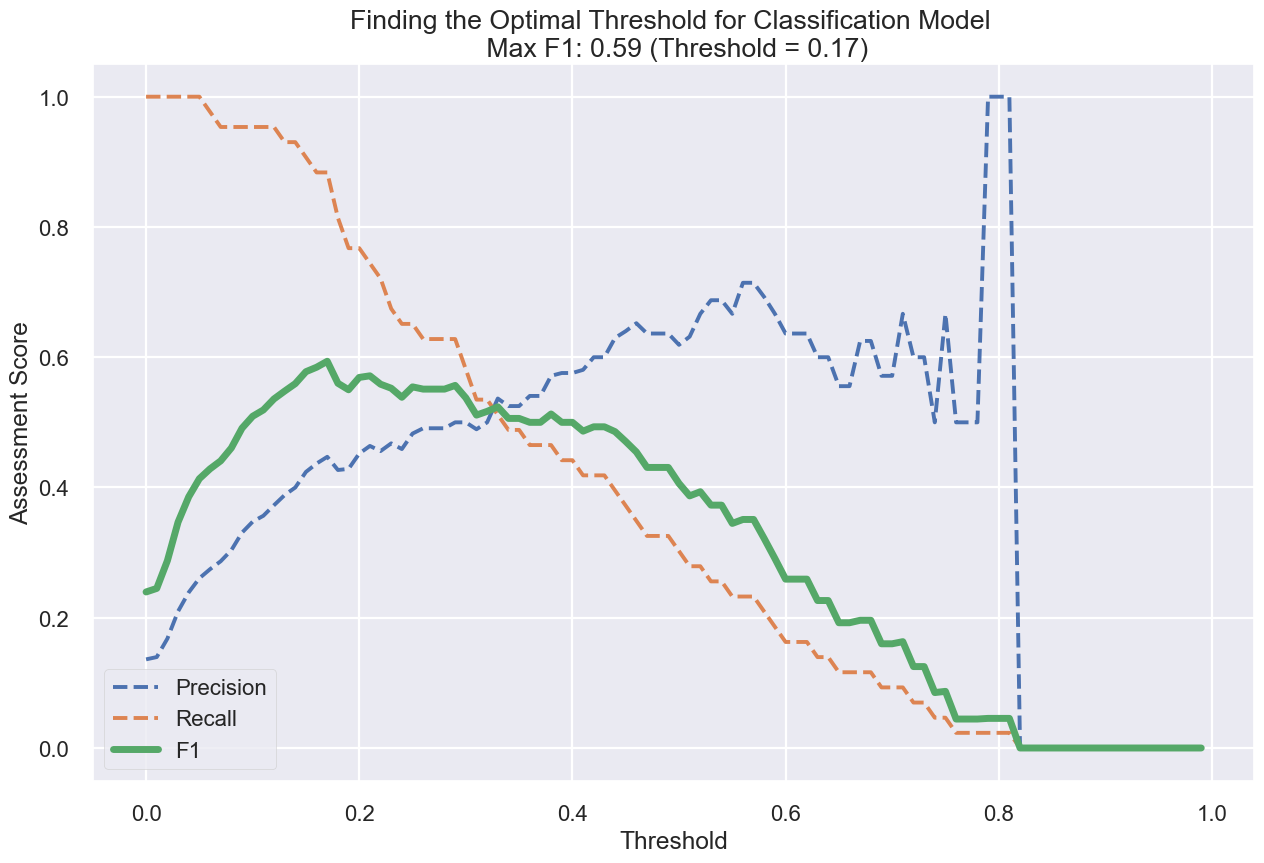 Finding the Optimal Threshold for Classification Model
Max F1: 0.59 (Threshold = 0.17)
Assessment Score
1.0
0.8
0.6
0.4
0.2
0.0
Precision
Recall
F1
0.0 0.2 0.4 0.6 0.8 1.0
Threshold